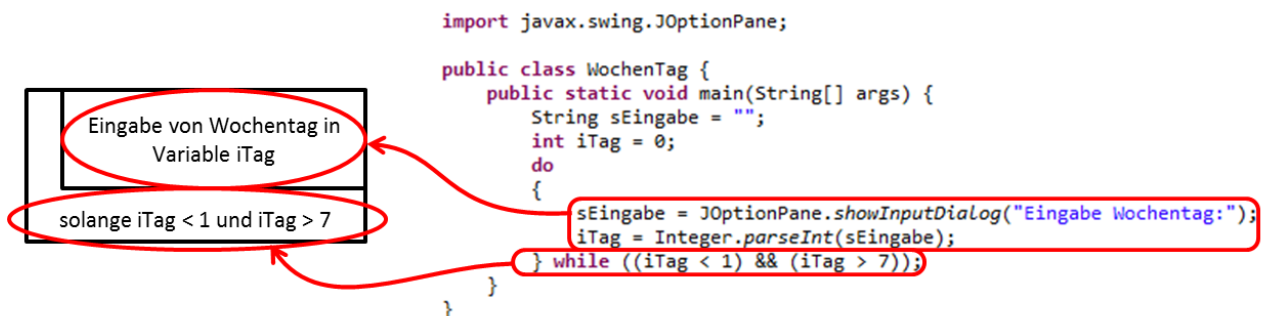 Eingabe von Wochentag in
Variable iTag
solange iTag < 1 und iTag > 7
import javax.swing.JOptionPane;
public class WochenTag {
public static void main(String[] args) {
String sEingabe = "";
int iTag = 0;
do
{
sEingabe = JOptionPane.showInputDialog("Eingabe Wochentag:");
iTag = Integer.parseInt(sEingabe);
} while ((iTag < 1) && (iTag > 7));
}
}